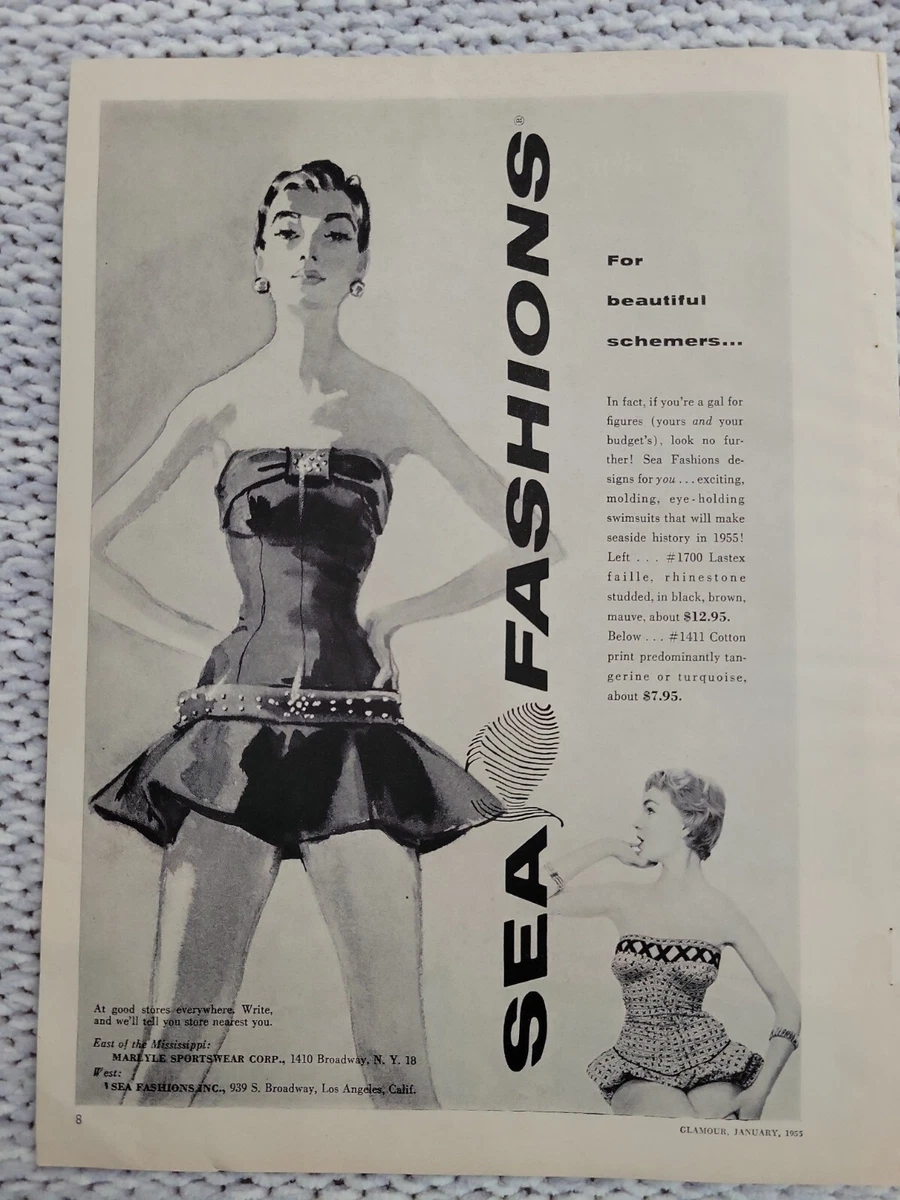 SEA FASHIONS®
For
beautiful
schemers...
In fact, if you're a gal for
figures (yours and your
budget's), look no fur-
ther! Sea Fashions de-
signs for you ... exciting,
molding, eye-holding
swimsuits that will make
seaside history in 1955!
Left . . . #1700 Lastex
faille, rhinestone
studded, in black, brown,
mauve, about $12.95.
Below . . . #1411 Cotton
print predominantly tan-
gerine or turquoise,
about $7.95.
At good stores everywhere. Write,
and we'll tell you store nearest you.
East of the Mississippi:
MARLYLE SPORTSWEAR CORP., 1410 Broadway, N. Y. 18
West:
SEA FASHIONS, INC., 939 S. Broadway, Los Angeles, Calif.
8
GLAMOUR, JANUARY, 1955